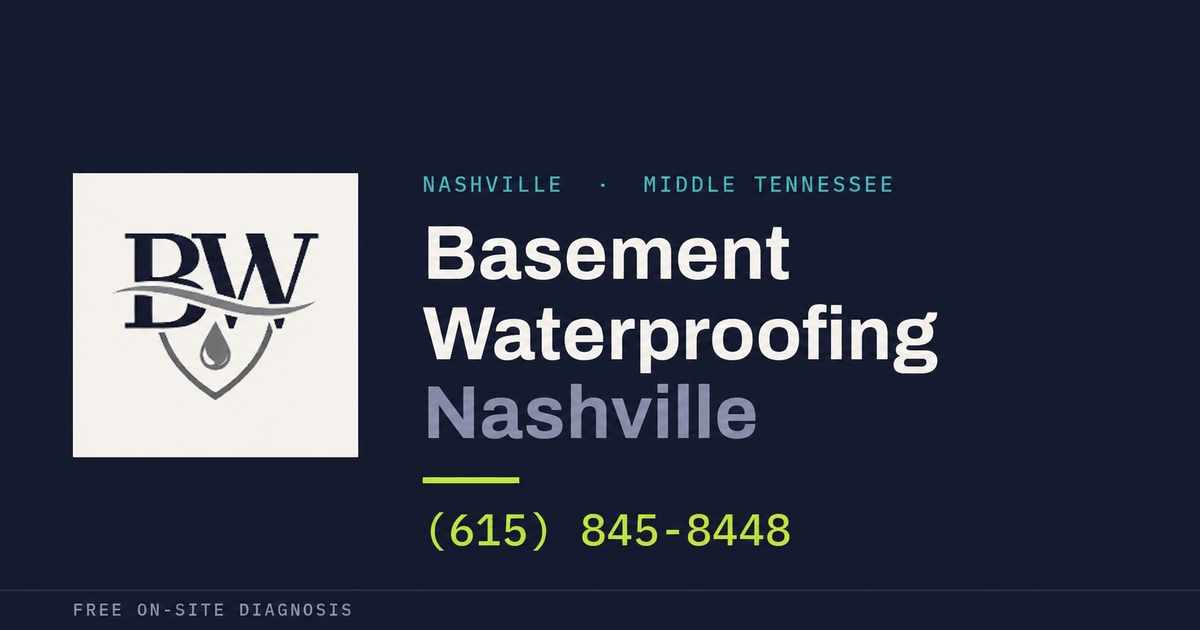 BW
NASHVILLE · MIDDLE TENNESSEE
Basement
Waterproofing
Nashville
(615) 845-8448
FREE ON-SITE DIAGNOSIS